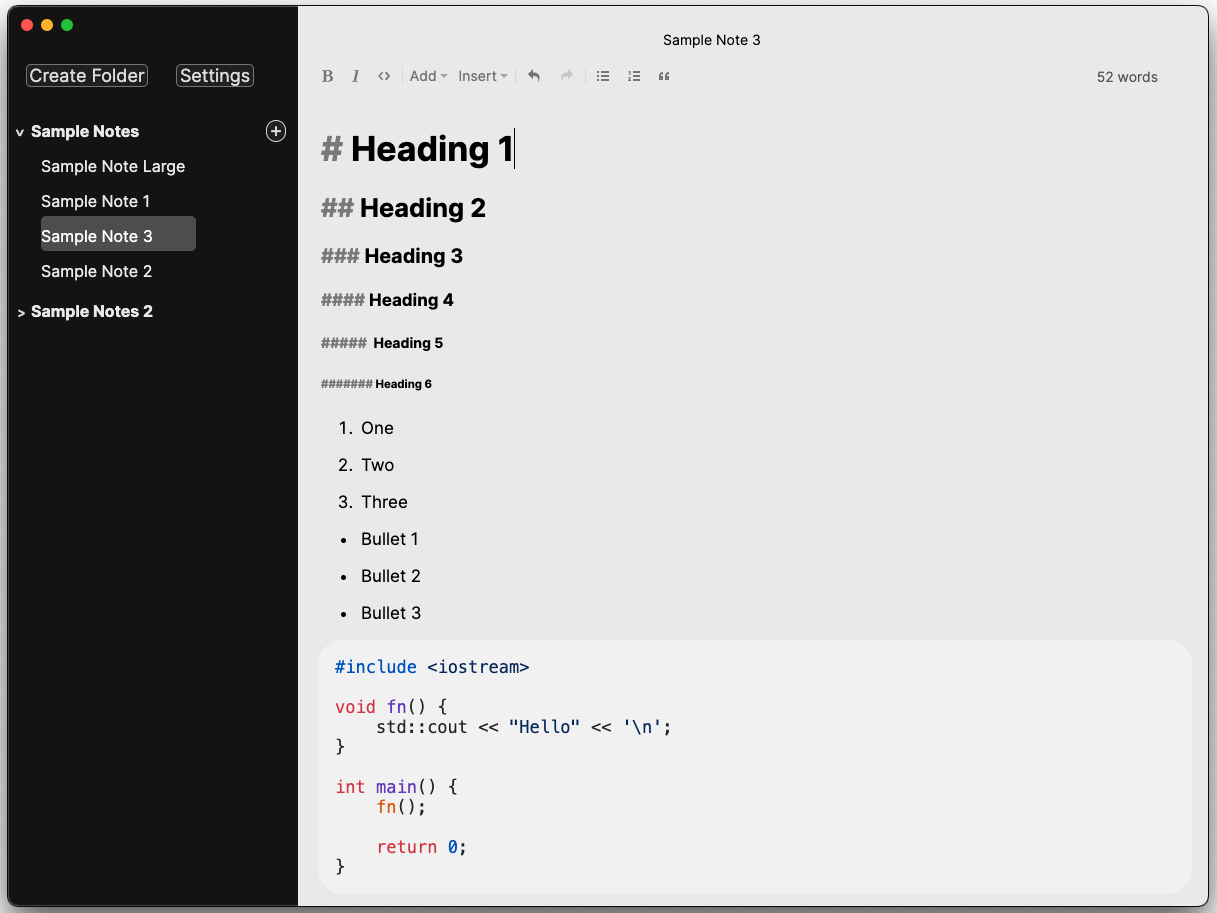 Sample Note 3
Create Folder Settings
B I <> Add Insert 52 words
Sample Notes
Sample Note Large
Sample Note 1
Sample Note 3
Sample Note 2
Sample Notes 2
# Heading 1
## Heading 2
### Heading 3
#### Heading 4
##### Heading 5
####### Heading 6
1. One
2. Two
3. Three
• Bullet 1
• Bullet 2
• Bullet 3
#include <iostream>
void fn() {
    std::cout << "Hello" << '\n';
}
int main() {
    fn();
    return 0;
}